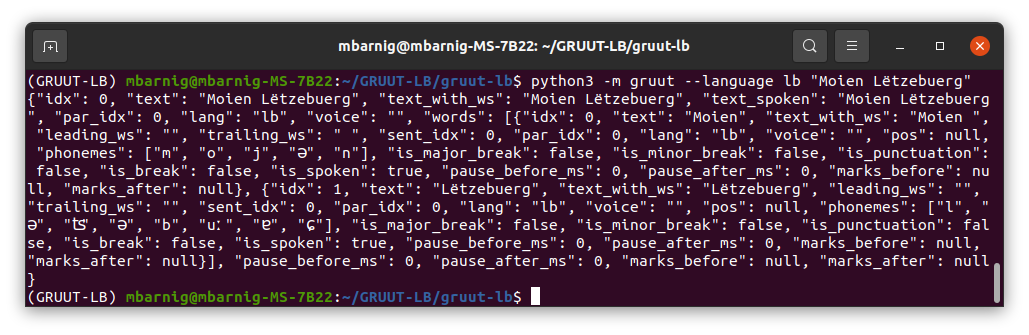 mbarnig@mbarnig-MS-7B22: ~/GRUUT-LB/gruut-lb
(GRUUT-LB) mbarnig@mbarnig-MS-7B22:~/GRUUT-LB/gruut-lb$ python3 -m gruut --language lb "Moien Lëtzebuerg"
{"idx": 0, "text": "Moien Lëtzebuerg", "text_with_ws": "Moien Lëtzebuerg", "text_spoken": "Moien Lëtzebuerg
", "par_idx": 0, "lang": "lb", "voice": "", "words": [{"idx": 0, "text": "Moien", "text_with_ws": "Moien ",
 "leading_ws": "", "trailing_ws": " ", "sent_idx": 0, "par_idx": 0, "lang": "lb", "voice": "", "pos": null,
 "phonemes": ["m", "o", "j", "ə", "n"], "is_major_break": false, "is_minor_break": false, "is_punctuation":
 false, "is_break": false, "is_spoken": true, "pause_before_ms": 0, "pause_after_ms": 0, "marks_before": nu
ll, "marks_after": null}, {"idx": 1, "text": "Lëtzebuerg", "text_with_ws": "Lëtzebuerg", "leading_ws": "",
"trailing_ws": "", "sent_idx": 0, "par_idx": 0, "lang": "lb", "voice": "", "pos": null, "phonemes": ["l", "
ə", "ʦ", "ə", "b", "uː", "ɐ", "ɕ"], "is_major_break": false, "is_minor_break": false, "is_punctuation": fal
se, "is_break": false, "is_spoken": true, "pause_before_ms": 0, "pause_after_ms": 0, "marks_before": null,
"marks_after": null}], "pause_before_ms": 0, "pause_after_ms": 0, "marks_before": null, "marks_after": null
}
(GRUUT-LB) mbarnig@mbarnig-MS-7B22:~/GRUUT-LB/gruut-lb$